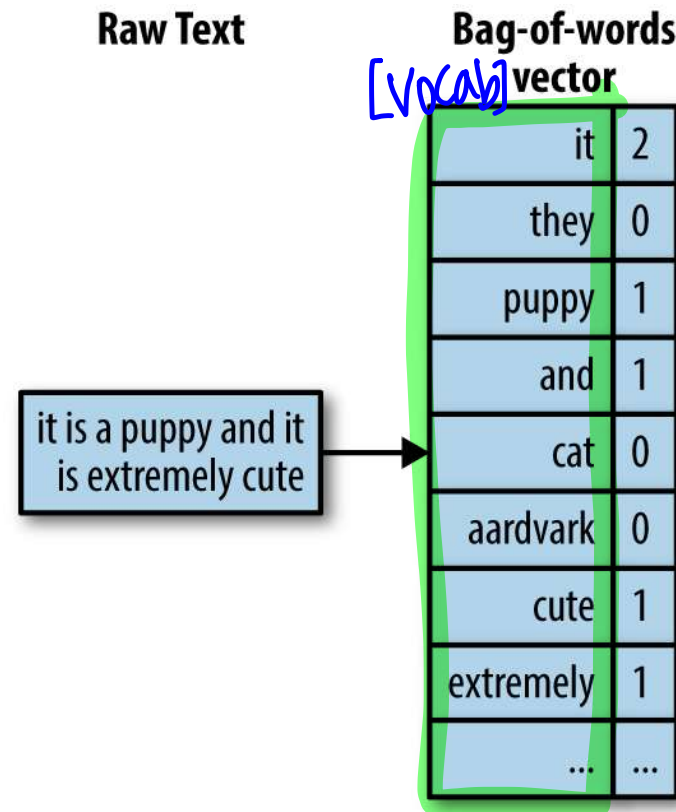 Raw Text
Bag-of-words
vector
[Vocab]
it 2
they 0
puppy 1
and 1
cat 0
aardvark 0
cute 1
extremely 1
... ...
it is a puppy and it
is extremely cute